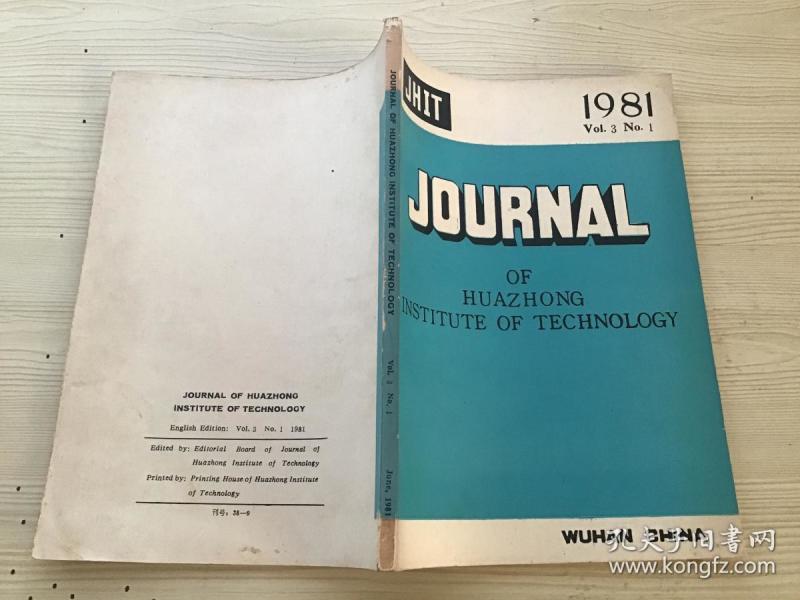 JOURNAL OF HUAZHONG
INSTITUTE OF TECHNOLOGY
English Edition: Vol. 3 No. 1 1981
Edited by: Editorial Board of Journal of
Huazhong Institute of Technology
Printed by: Printing House of Huazhong Institute
of Technology
刊号: 38—9
JOURNAL OF HUAZHONG INSTITUTE OF TECHNOLOGY Vol. 3 No. 1 June, 1981
JHIT
1981
Vol. 3 No. 1
JOURNAL
OF
HUAZHONG
INSTITUTE OF TECHNOLOGY
WUHAN CHINA
孔夫子旧书网
www.kongfz.com